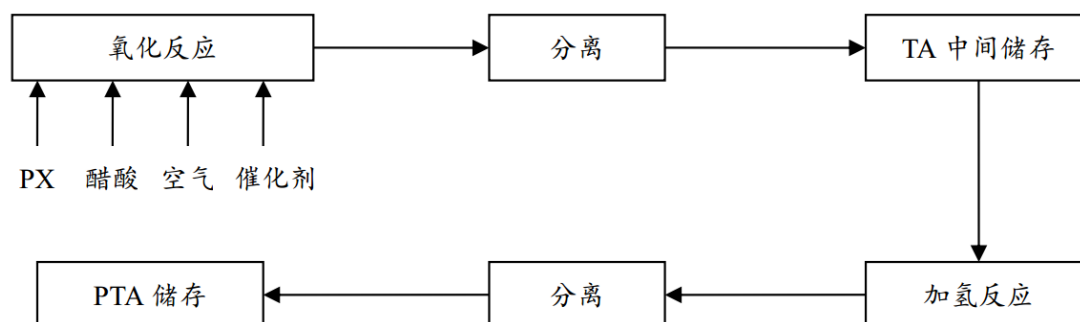 氧化反应
分离
TA 中间储存
PX 醋酸 空气 催化剂
PTA 储存
分离
加氢反应